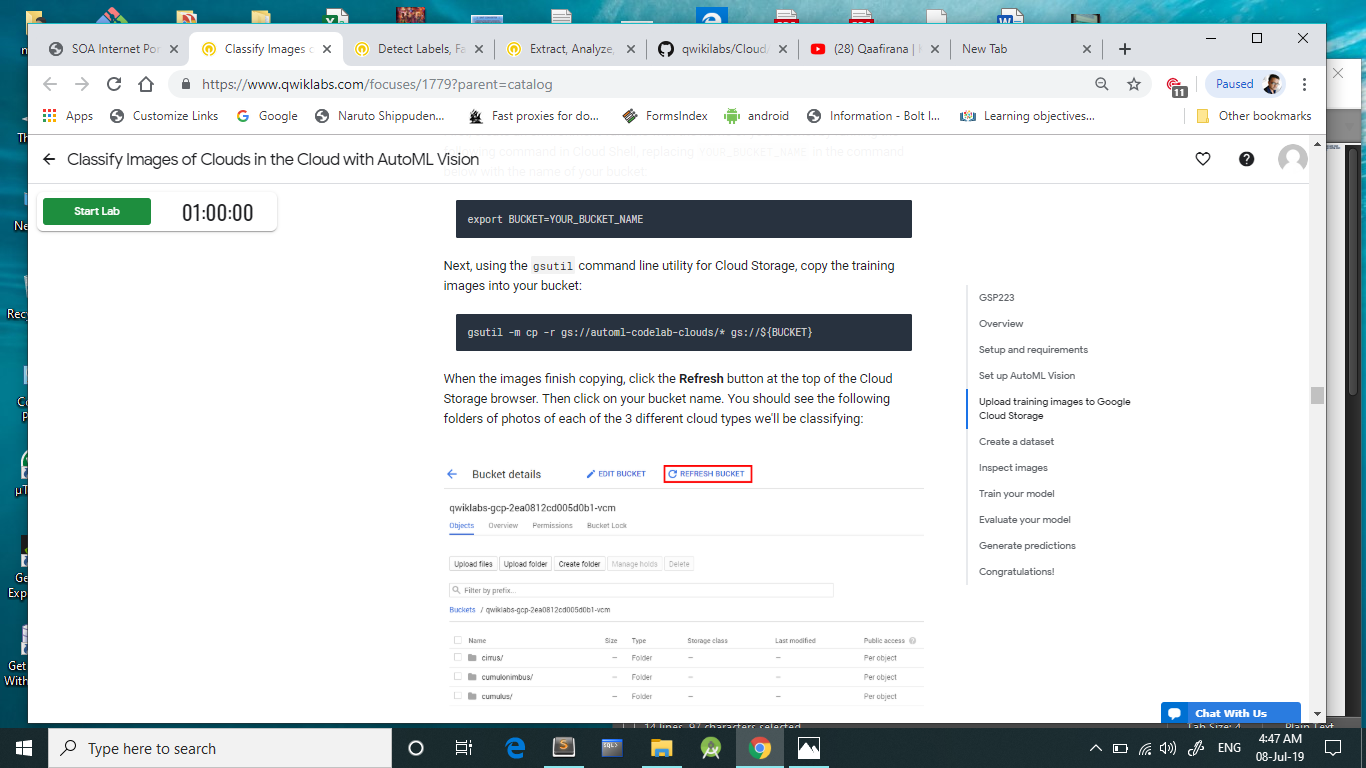 SOA Internet Por
Classify Images o
Detect Labels, Fa
Extract, Analyze,
qwikilabs/Cloud
(28) Qaafirana |
New Tab
https://www.qwiklabs.com/focuses/1779?parent=catalog
11
Paused
Apps
Customize Links
Google
Naruto Shippuden...
Fast proxies for do...
FormsIndex
android
Information - Bolt I...
Learning objectives...
Other bookmarks
Classify Images of Clouds in the Cloud with AutoML Vision
following command in Cloud Shell, replacing YOUR_BUCKET_NAME in the command
below with the name of your bucket:
Start Lab
01:00:00
export BUCKET=YOUR_BUCKET_NAME
Next, using the gsutil command line utility for Cloud Storage, copy the training
images into your bucket:
gsutil -m cp -r gs://automl-codelab-clouds/* gs://${BUCKET}
When the images finish copying, click the Refresh button at the top of the Cloud
Storage browser. Then click on your bucket name. You should see the following
folders of photos of each of the 3 different cloud types we'll be classifying:
Bucket details
EDIT BUCKET
REFRESH BUCKET
qwiklabs-gcp-2ea0812cd005d0b1-vcm
Objects Overview Permissions Bucket Lock
Upload files Upload folder Create folder Manage holds Delete
Filter by prefix...
Buckets / qwiklabs-gcp-2ea0812cd005d0b1-vcm
Name Size Type Storage class Last modified Public access
cirrus/ — Folder — — Per object
cumulonimbus/ — Folder — — Per object
cumulus/ — Folder — — Per object
GSP223
Overview
Setup and requirements
Set up AutoML Vision
Upload training images to Google
Cloud Storage
Create a dataset
Inspect images
Train your model
Evaluate your model
Generate predictions
Congratulations!
Chat With Us
14 lines, 97 characters selected
Tab Size: 4
Plain Text
Type here to search
ENG
4:47 AM
08-Jul-19